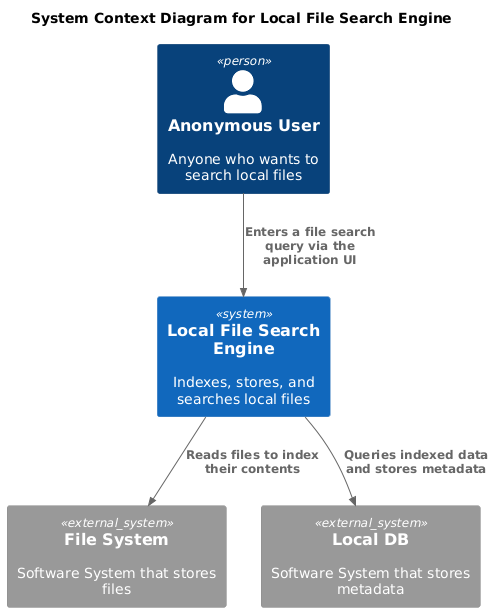 System Context Diagram for Local File Search Engine
«person»
Anonymous User
Anyone who wants to
search local files
Enters a file search
query via the
application UI
«system»
Local File Search
Engine
Indexes, stores, and
searches local files
Reads files to index
their contents
Queries indexed data
and stores metadata
«external_system»
File System
Software System that stores
files
«external_system»
Local DB
Software System that stores
metadata